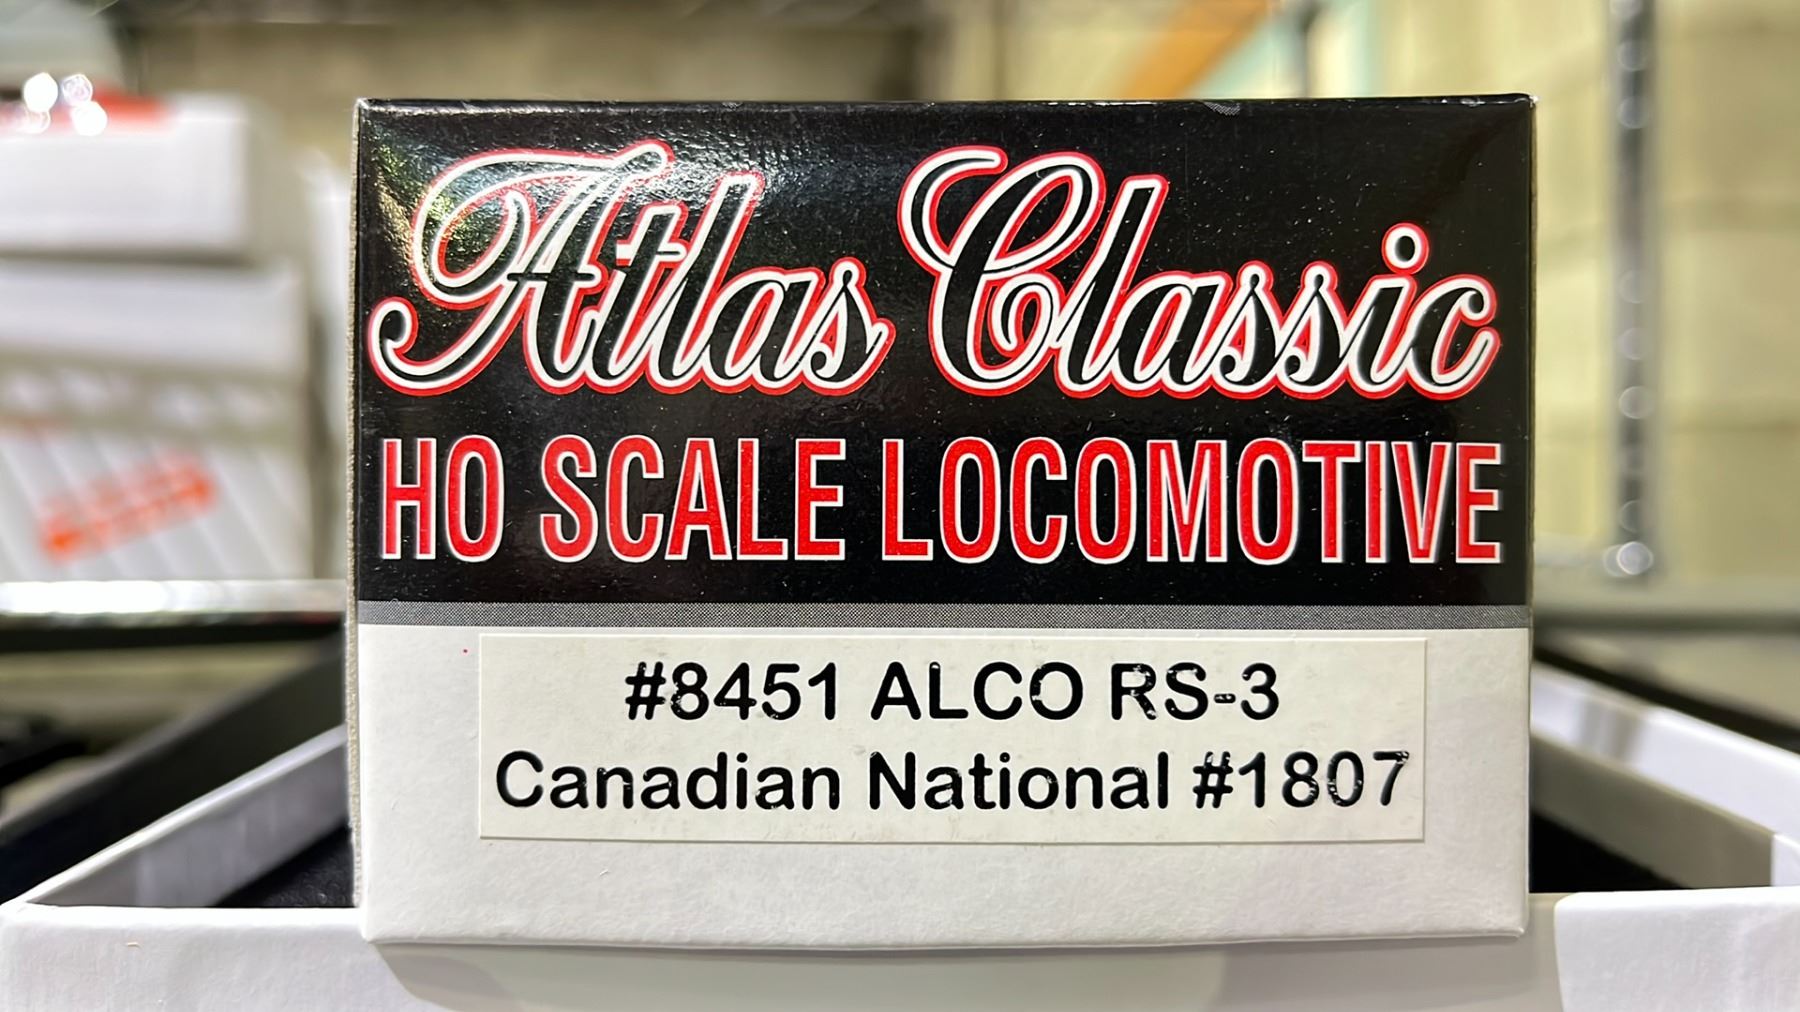 Atlas Classic
HO SCALE LOCOMOTIVE
#8451 ALCO RS-3
Canadian National #1807